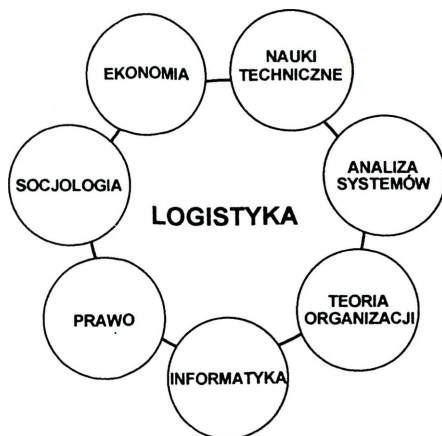 EKONOMIA
NAUKI
TECHNICZNE
SOCJOLOGIA
ANALIZA
SYSTEMÓW
LOGISTYKA
PRAWO
TEORIA
ORGANIZACJI
INFORMATYKA